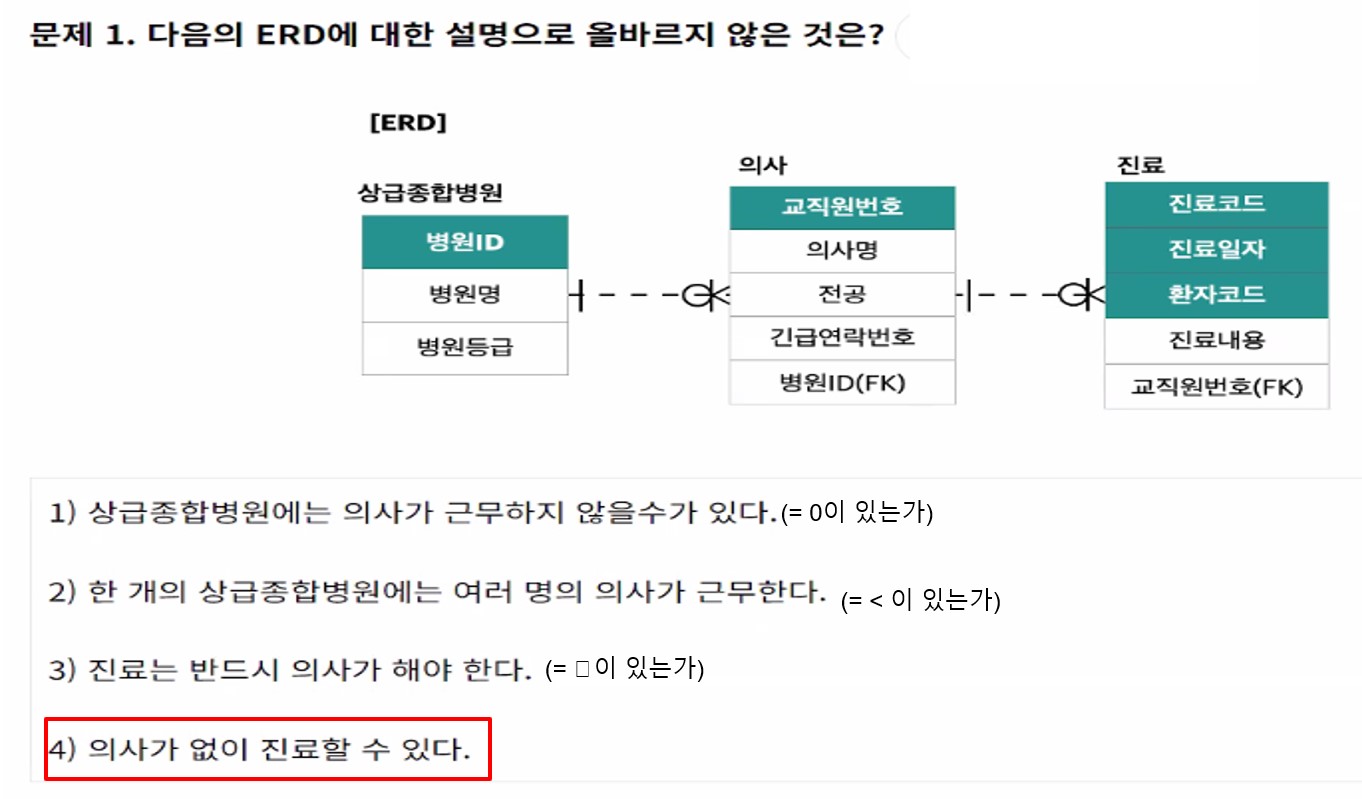 문제 1. 다음의 ERD에 대한 설명으로 올바르지 않은 것은?
[ERD]
상급종합병원
병원ID
병원명
병원등급
의사
교직원번호
의사명
전공
긴급연락번호
병원ID(FK)
진료
진료코드
진료일자
환자코드
진료내용
교직원번호(FK)
1) 상급종합병원에는 의사가 근무하지 않을수가 있다.(= 0이 있는가)
2) 한 개의 상급종합병원에는 여러 명의 의사가 근무한다. (= < 이 있는가)
3) 진료는 반드시 의사가 해야 한다. (= □이 있는가)
4) 의사가 없이 진료할 수 있다.